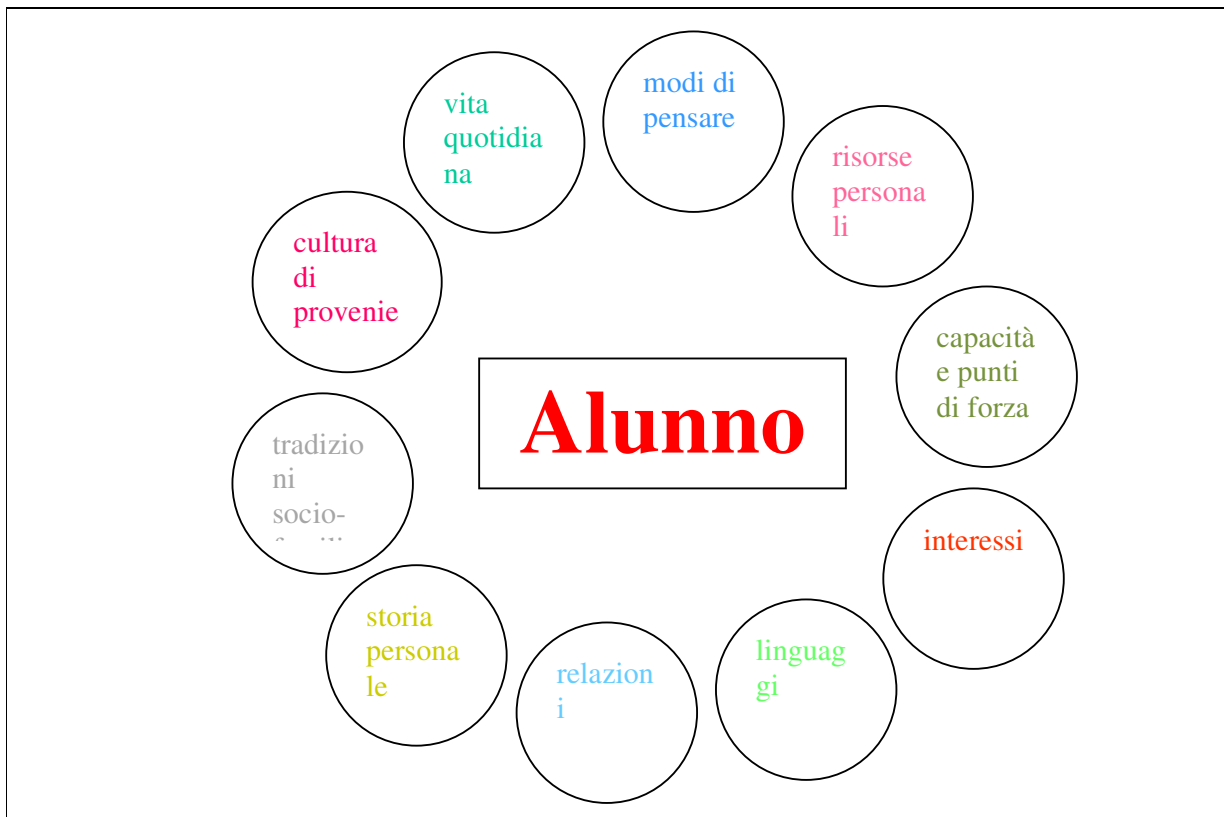 modi di
pensare
vita
quotidia
na
risorse
persona
li
cultura
di
provenie
capacità
e punti
di forza
Alunno
tradizio
ni
socio-
interessi
storia
persona
le
linguag
gi
relazion
i